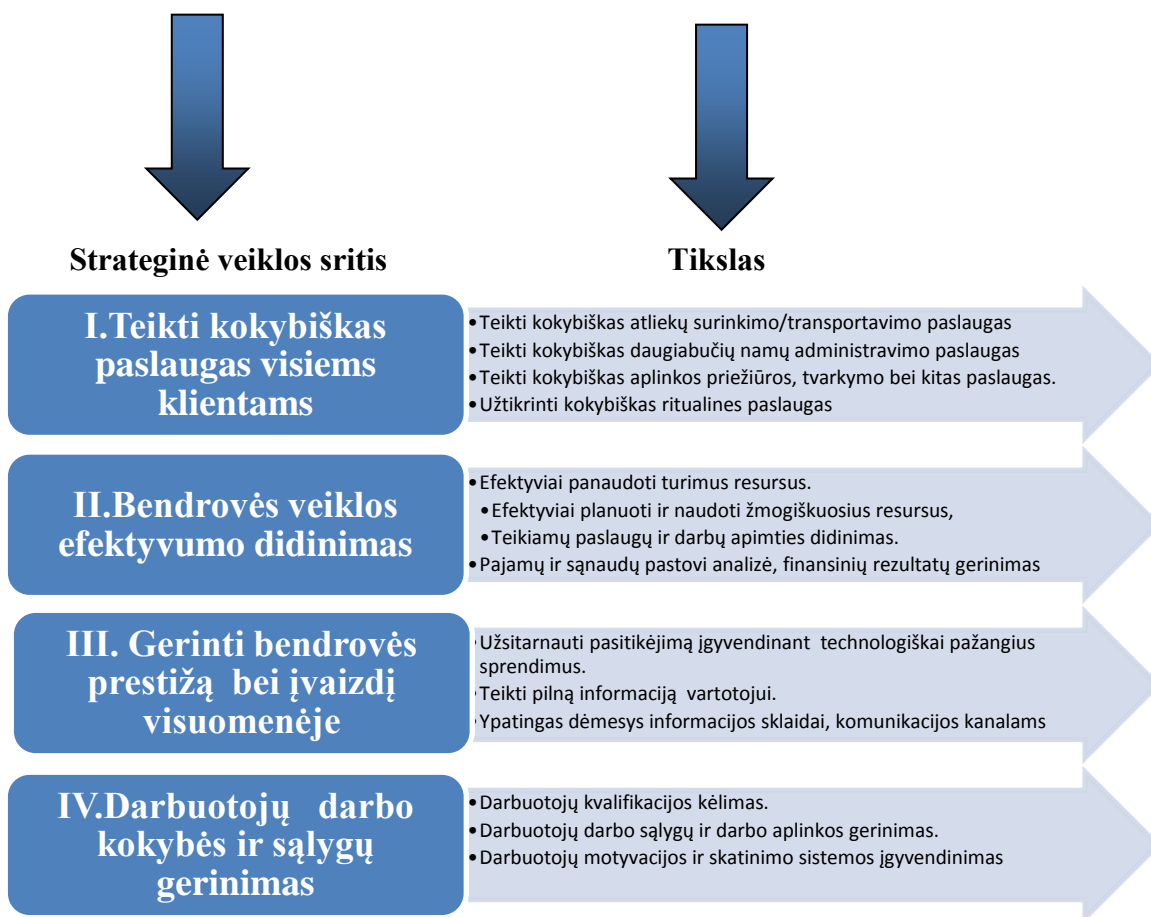 Strateginė veiklos sritis
Tikslas
I.Teikti kokybiškas
paslaugas visiems
klientams
•Teikti kokybiškas atliekų surinkimo/transportavimo paslaugas
•Teikti kokybiškas daugiabučių namų administravimo paslaugas
•Teikti kokybiškas aplinkos priežiūros, tvarkymo bei kitas paslaugas.
•Užtikrinti kokybiškas ritualines paslaugas
II.Bendrovės veiklos
efektyvumo didinimas
•Efektyviai panaudoti turimus resursus.
•Efektyviai planuoti ir naudoti žmogiškuosius resursus,
•Teikiamų paslaugų ir darbų apimties didinimas.
•Pajamų ir sąnaudų pastovi analizė, finansinių rezultatų gerinimas
III. Gerinti bendrovės
prestižą bei įvaizdį
visuomenėje
•Užsitarnauti pasitikėjimą įgyvendinant technologiškai pažangius
sprendimus.
•Teikti pilną informaciją vartotojui.
•Ypatingas dėmesys informacijos sklaidai, komunikacijos kanalams
IV.Darbuotojų darbo
kokybės ir sąlygų
gerinimas
•Darbuotojų kvalifikacijos kėlimas.
•Darbuotojų darbo sąlygų ir darbo aplinkos gerinimas.
•Darbuotojų motyvacijos ir skatinimo sistemos įgyvendinimas